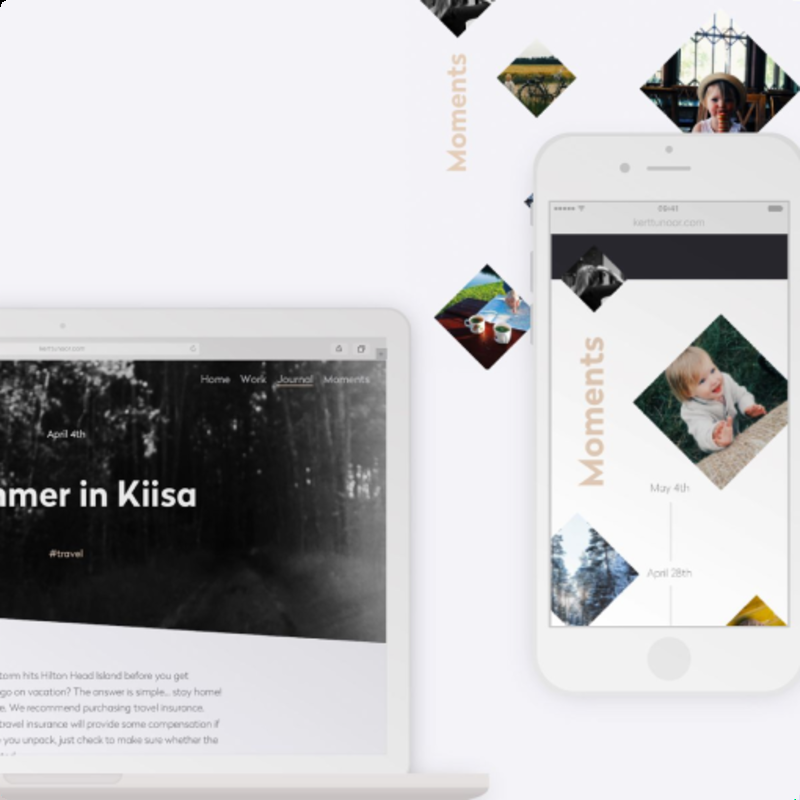 Moments
09:41
kerttunoor.com
Moments
May 4th
April 28th
kerttunoor.com
Home Work Journal Moments
April 4th
mer in Kiisa
#travel
storm hits Hilton Head Island before you get
go on vacation? The answer is simple... stay home!
e. We recommend purchasing travel insurance,
travel insurance will provide some compensation if
you unpack, just check to make sure whether the